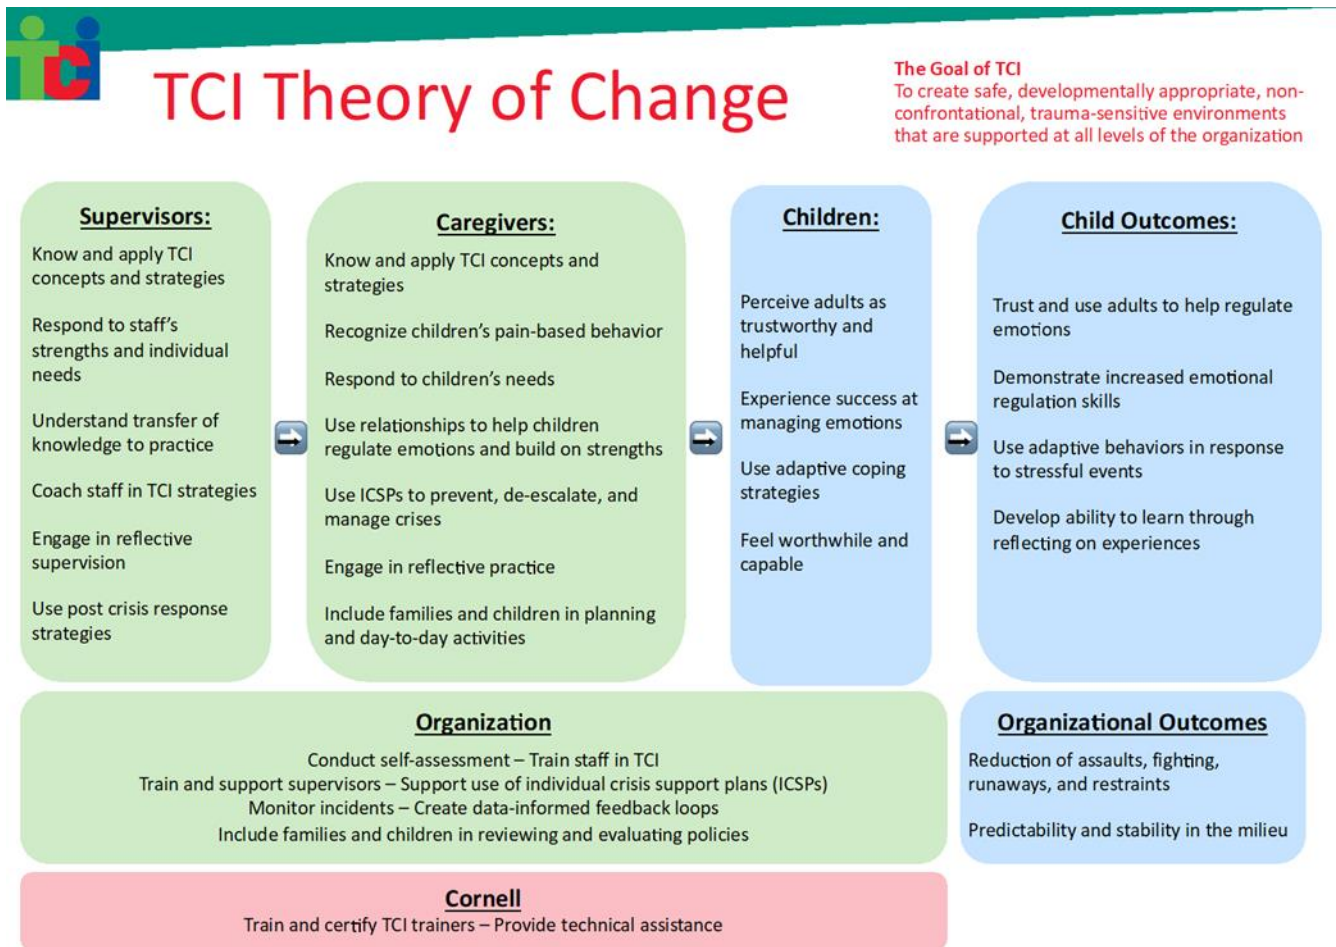 TCI
TCI Theory of Change
The Goal of TCI
To create safe, developmentally appropriate, non-
confrontational, trauma-sensitive environments
that are supported at all levels of the organization
Supervisors:
Know and apply TCI
concepts and strategies
Respond to staff’s
strengths and individual
needs
Understand transfer of
knowledge to practice
Coach staff in TCI strategies
Engage in reflective
supervision
Use post crisis response
strategies
Caregivers:
Know and apply TCI concepts and
strategies
Recognize children’s pain-based behavior
Respond to children’s needs
Use relationships to help children
regulate emotions and build on strengths
Use ICSPs to prevent, de-escalate, and
manage crises
Engage in reflective practice
Include families and children in planning
and day-to-day activities
Children:
Perceive adults as
trustworthy and
helpful
Experience success at
managing emotions
Use adaptive coping
strategies
Feel worthwhile and
capable
Child Outcomes:
Trust and use adults to help regulate
emotions
Demonstrate increased emotional
regulation skills
Use adaptive behaviors in response
to stressful events
Develop ability to learn through
reflecting on experiences
Organization
Conduct self-assessment – Train staff in TCI
Train and support supervisors – Support use of individual crisis support plans (ICSPs)
Monitor incidents – Create data-informed feedback loops
Include families and children in reviewing and evaluating policies
Organizational Outcomes
Reduction of assaults, fighting,
runaways, and restraints
Predictability and stability in the milieu
Cornell
Train and certify TCI trainers – Provide technical assistance